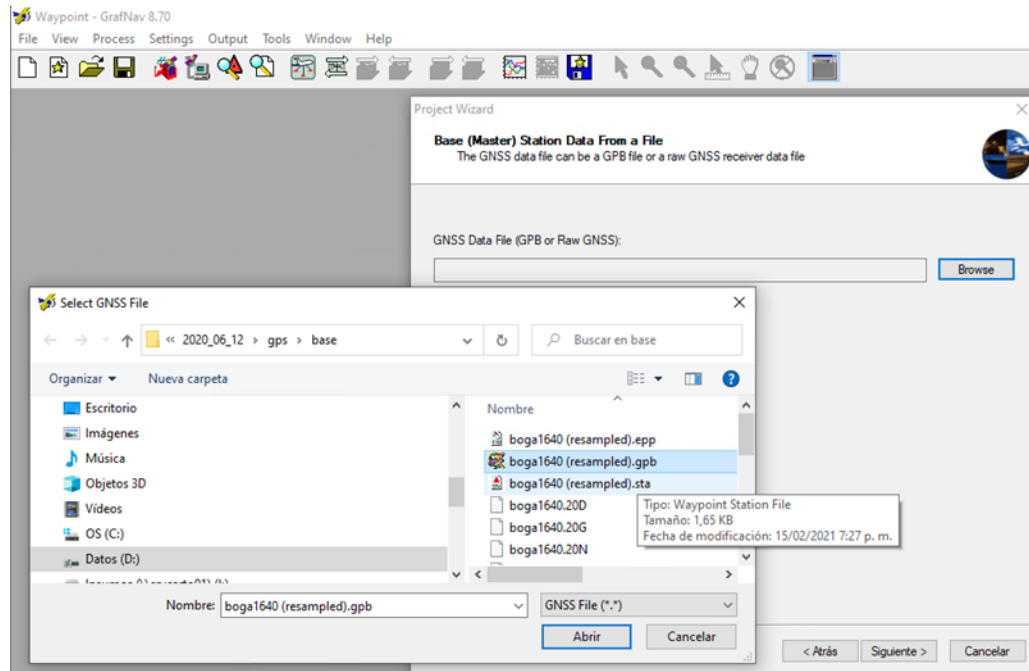 Waypoint - GrafNav 8.70
File View Process Settings Output Tools Window Help
Project Wizard
Base (Master) Station Data From a File
The GNSS data file can be a GPB file or a raw GNSS receiver data file
GNSS Data File (GPB or Raw GNSS):
Browse
Select GNSS File
« 2020_06_12 > gps > base
Buscar en base
Organizar
Nueva carpeta
Escritorio
Imágenes
Música
Objetos 3D
Vídeos
OS (C:)
Datos (D:)
Nombre
boga1640 (resampled).epp
boga1640 (resampled).gpb
boga1640 (resampled).sta
boga1640.20D
boga1640.20G
boga1640.20N
Tipo: Waypoint Station File
Tamaño: 1,65 KB
Fecha de modificación: 15/02/2021 7:27 p. m.
Nombre: boga1640 (resampled).gpb
GNSS File (*.*)
Abrir
Cancelar
< Atrás
Siguiente >
Cancelar